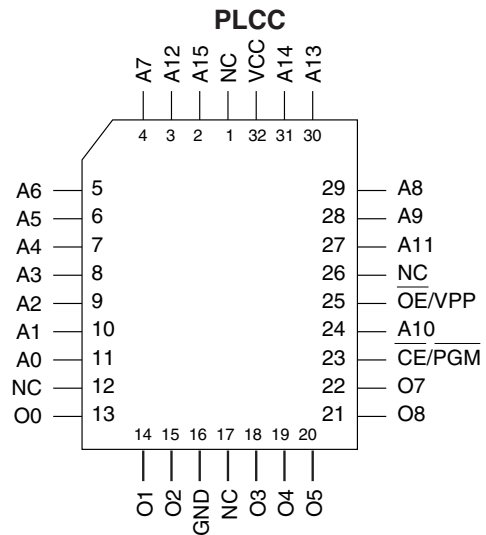 PLCC
A7 A12 A15 NC VCC A14 A13
4 3 2 1 32 31 30
A6 5 29 A8
A5 6 28 A9
A4 7 27 A11
A3 8 26 NC
A2 9 25 OE/VPP
A1 10 24 A10
A0 11 23 CE/PGM
NC 12 22 O7
O0 13 21 O8
14 15 16 17 18 19 20
O1 O2 GND NC O3 O4 O5